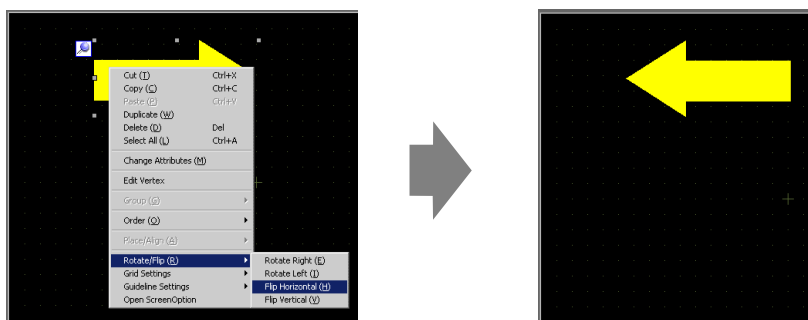 Cut (T) Ctrl+X
Copy (C) Ctrl+C
Paste (P) Ctrl+V
Duplicate (W)
Delete (D) Del
Select All (L) Ctrl+A
Change Attributes (M)
Edit Vertex
Group (G)
Order (O)
Place/Align (A)
Rotate/Flip (R)
Grid Settings
Guideline Settings
Open ScreenOption
Rotate Right (E)
Rotate Left (I)
Flip Horizontal (H)
Flip Vertical (V)